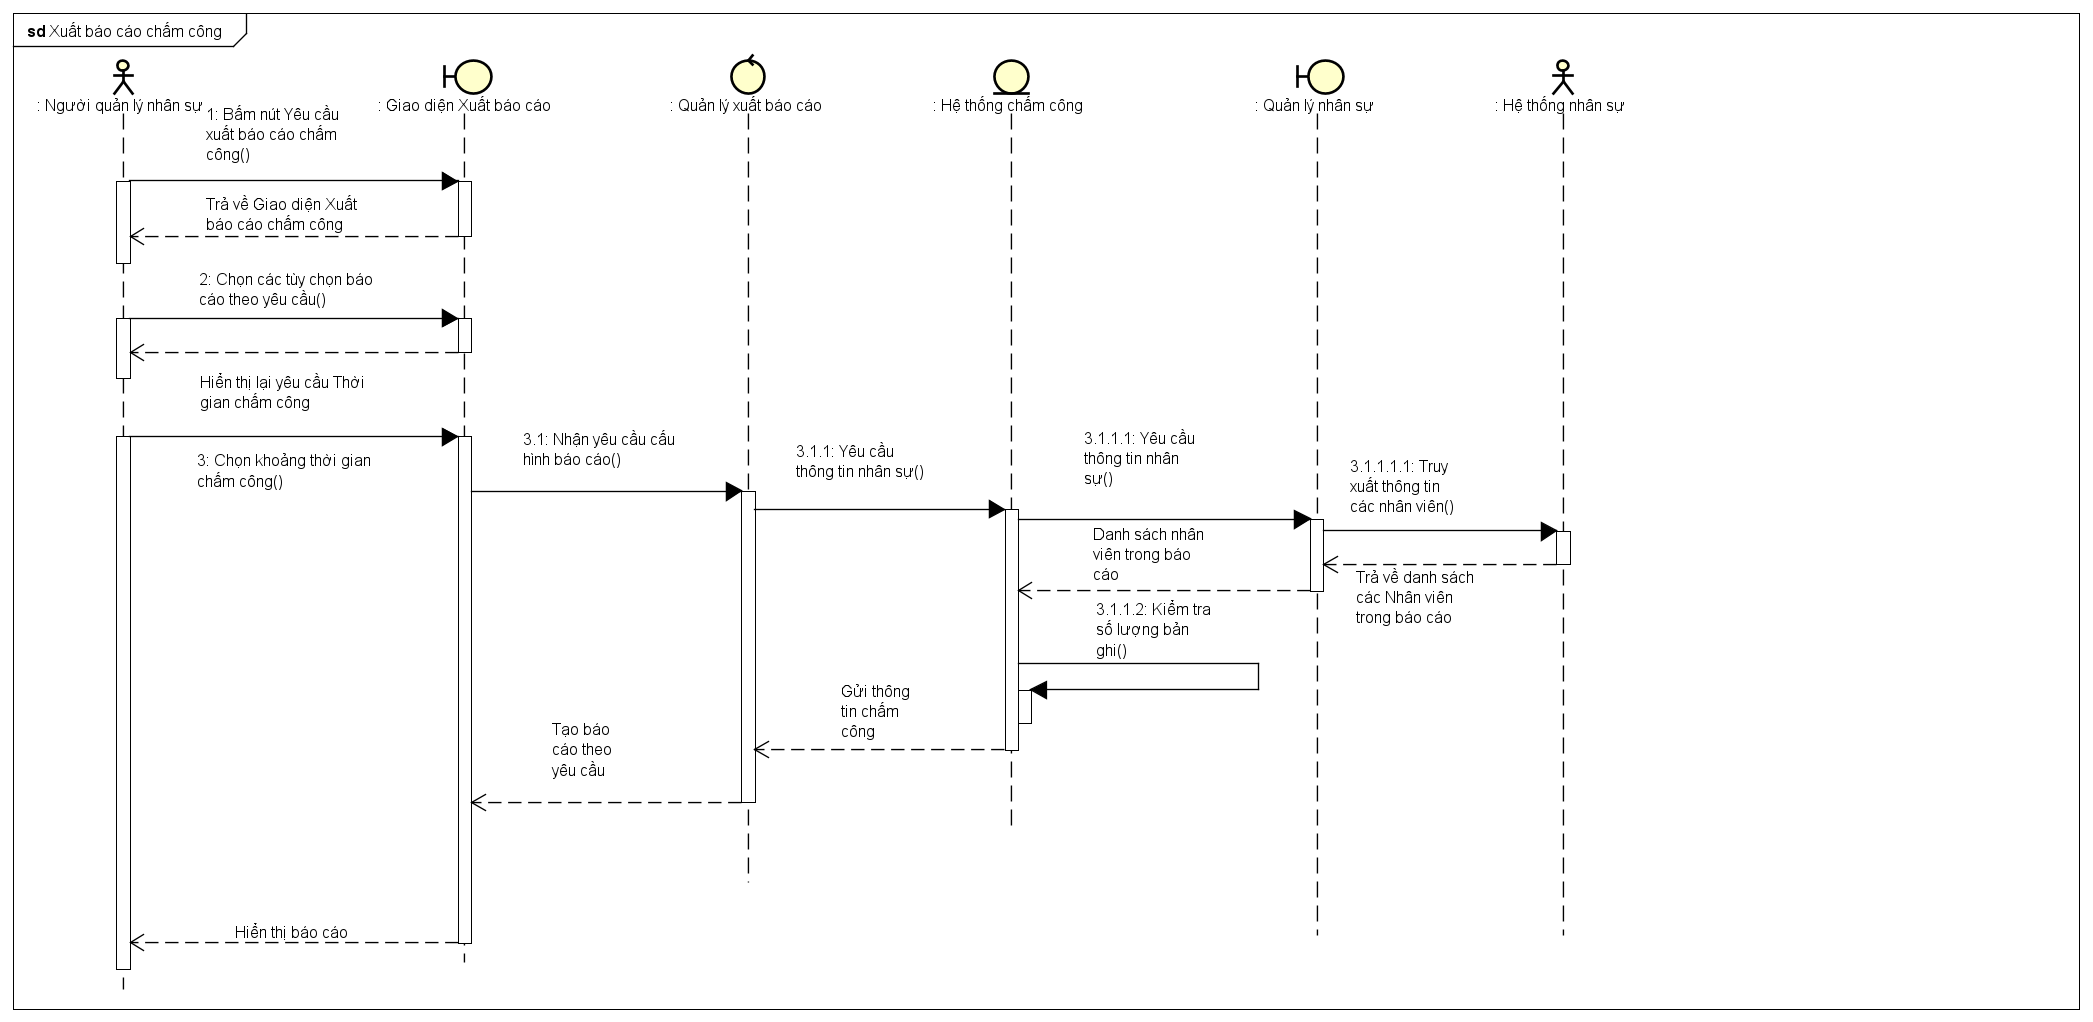 sd Xuất báo cáo chấm công
: Người quản lý nhân sự
: Giao diện Xuất báo cáo
: Quản lý xuất báo cáo
: Hệ thống chấm công
: Quản lý nhân sự
: Hệ thống nhân sự
1: Bấm nút Yêu cầu
xuất báo cáo chấm
công()
Trả về Giao diện Xuất
báo cáo chấm công
2: Chọn các tùy chọn báo
cáo theo yêu cầu()
Hiển thị lại yêu cầu Thời
gian chấm công
3: Chọn khoảng thời gian
chấm công()
3.1: Nhận yêu cầu cấu
hình báo cáo()
3.1.1: Yêu cầu
thông tin nhân sự()
3.1.1.1: Yêu cầu
thông tin nhân
sự()
3.1.1.1.1: Truy
xuất thông tin
các nhân viên()
Danh sách nhân
viên trong báo
cáo
Trả về danh sách
các Nhân viên
trong báo cáo
3.1.1.2: Kiểm tra
số lượng bản
ghi()
Gửi thông
tin chấm
công
Tạo báo
cáo theo
yêu cầu
Hiển thị báo cáo